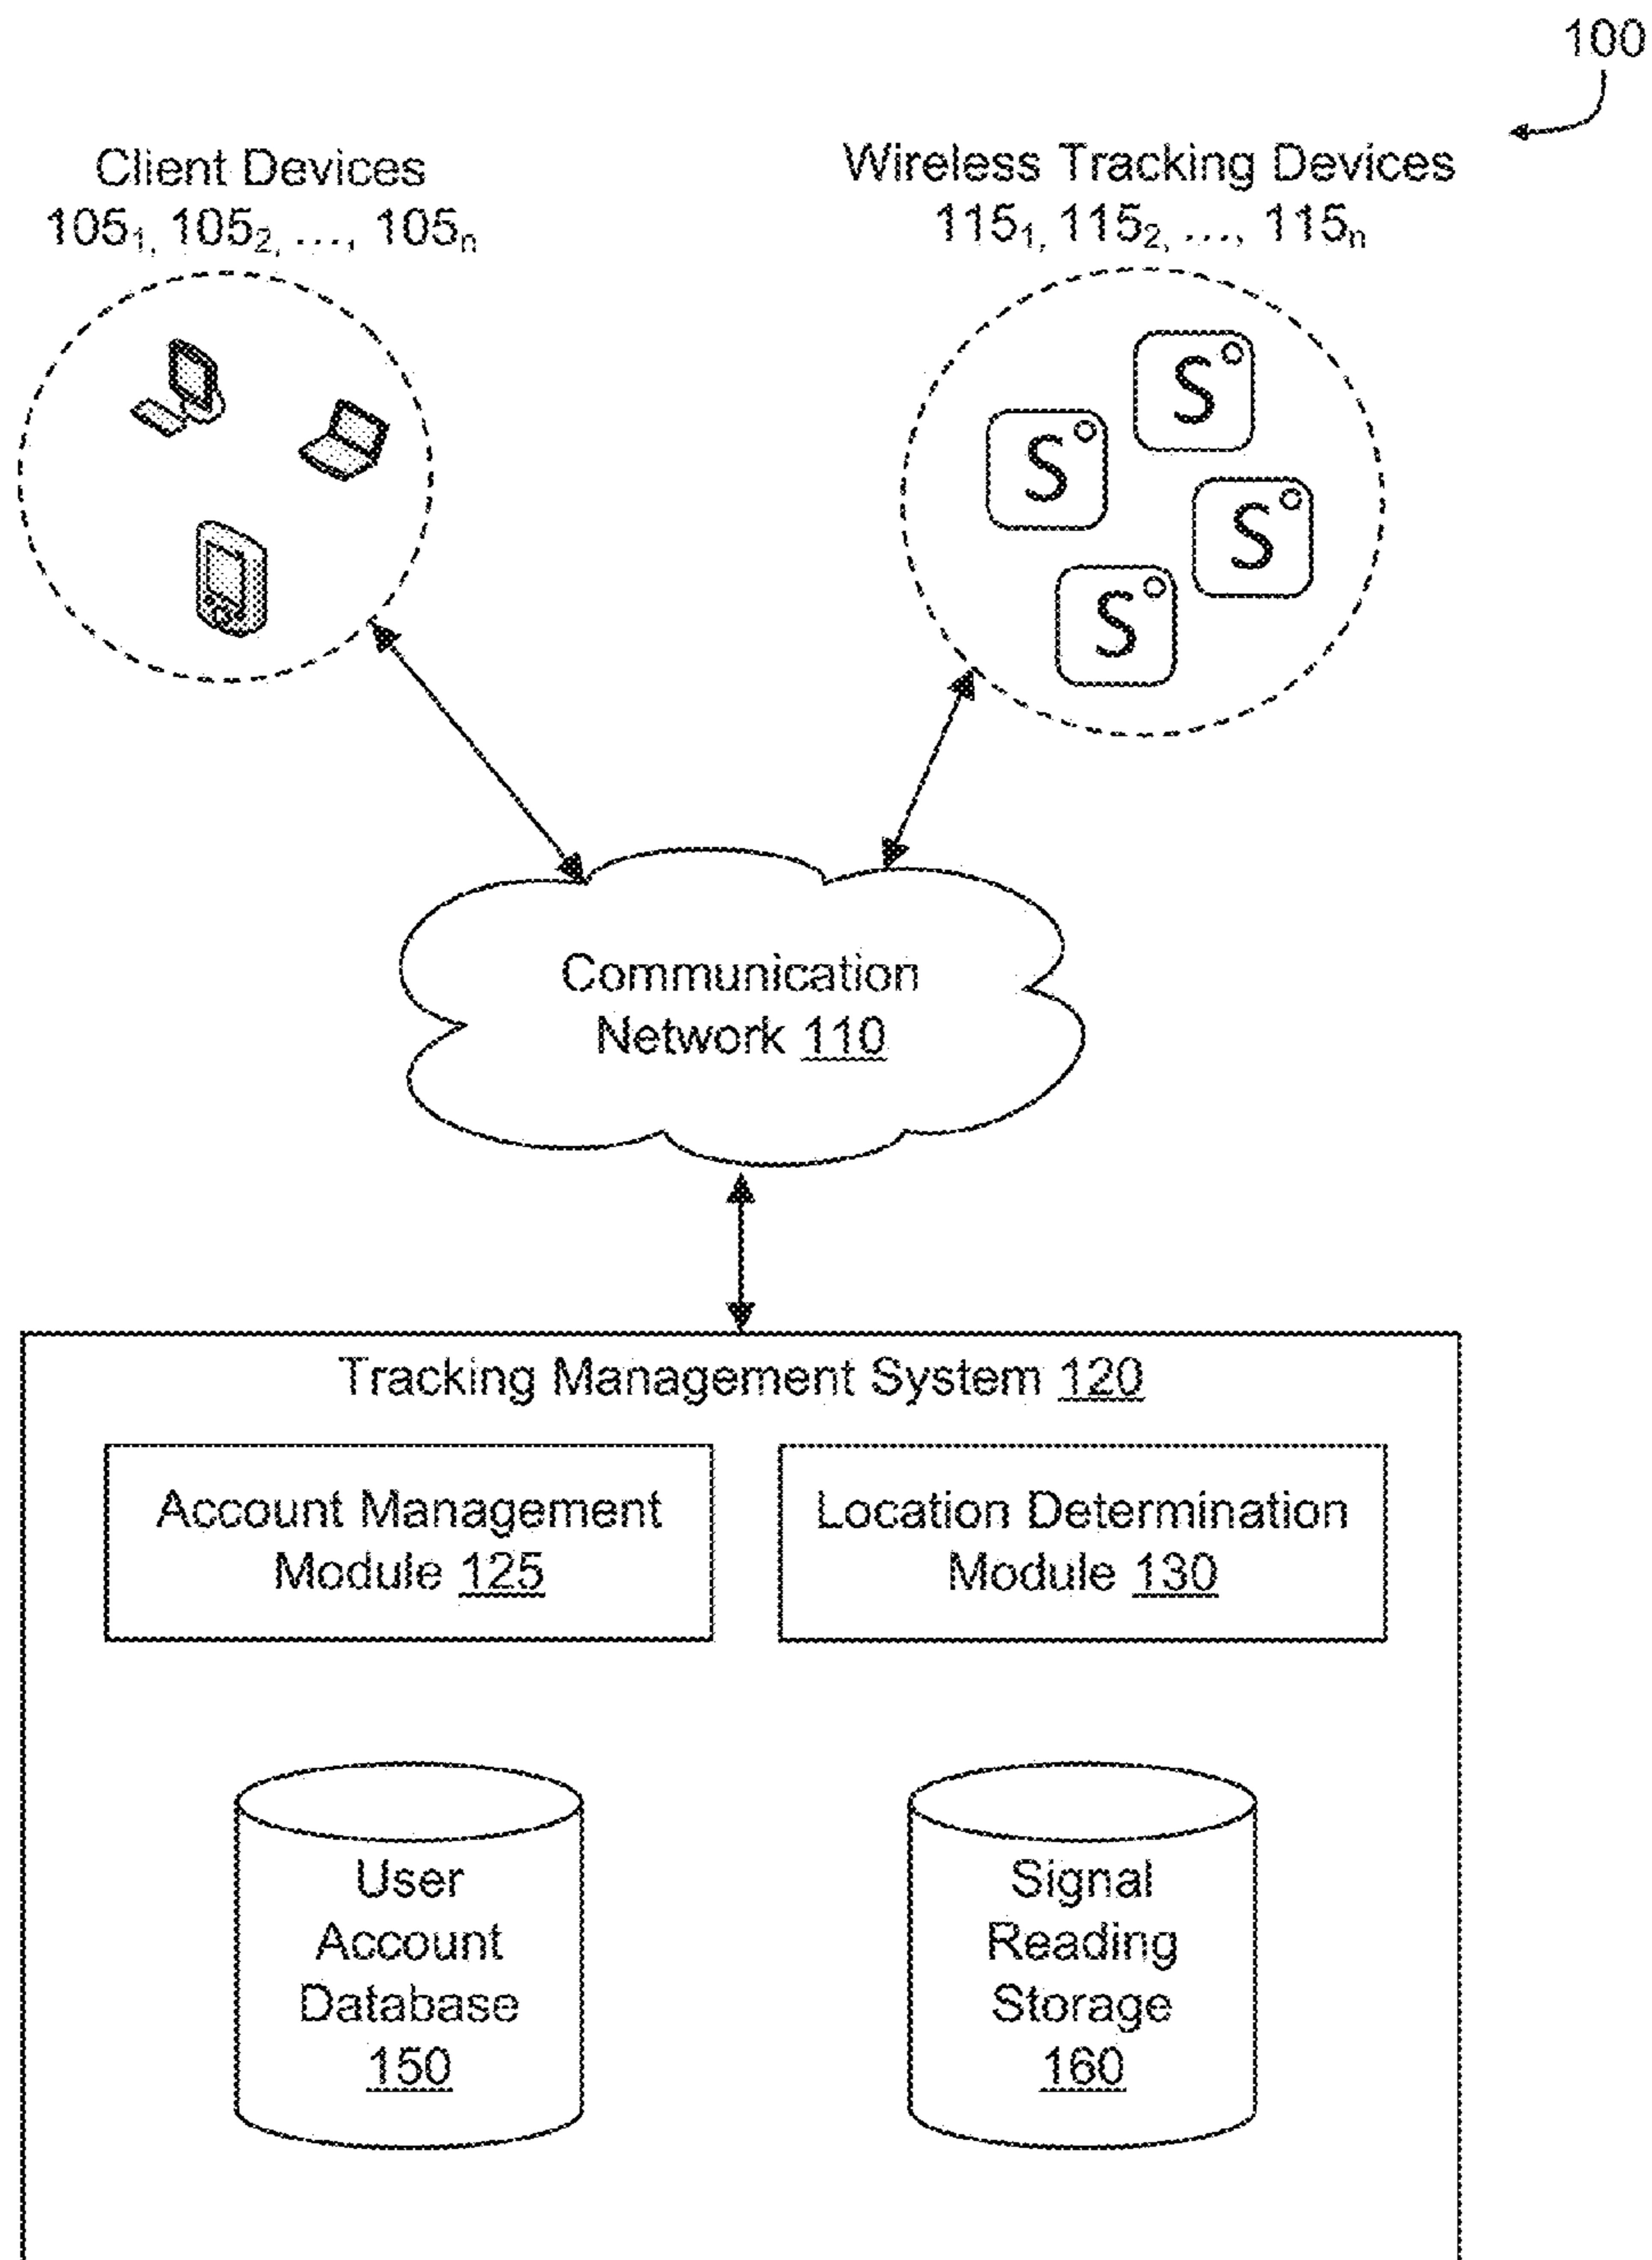 100
Client Devices
105₁, 105₂, ..., 105ₙ
Wireless Tracking Devices
115₁, 115₂, ..., 115ₙ
S
S
S
S
Communication
Network 110
Tracking Management System 120
Account Management
Module 125
Location Determination
Module 130
User
Account
Database
150
Signal
Reading
Storage
160